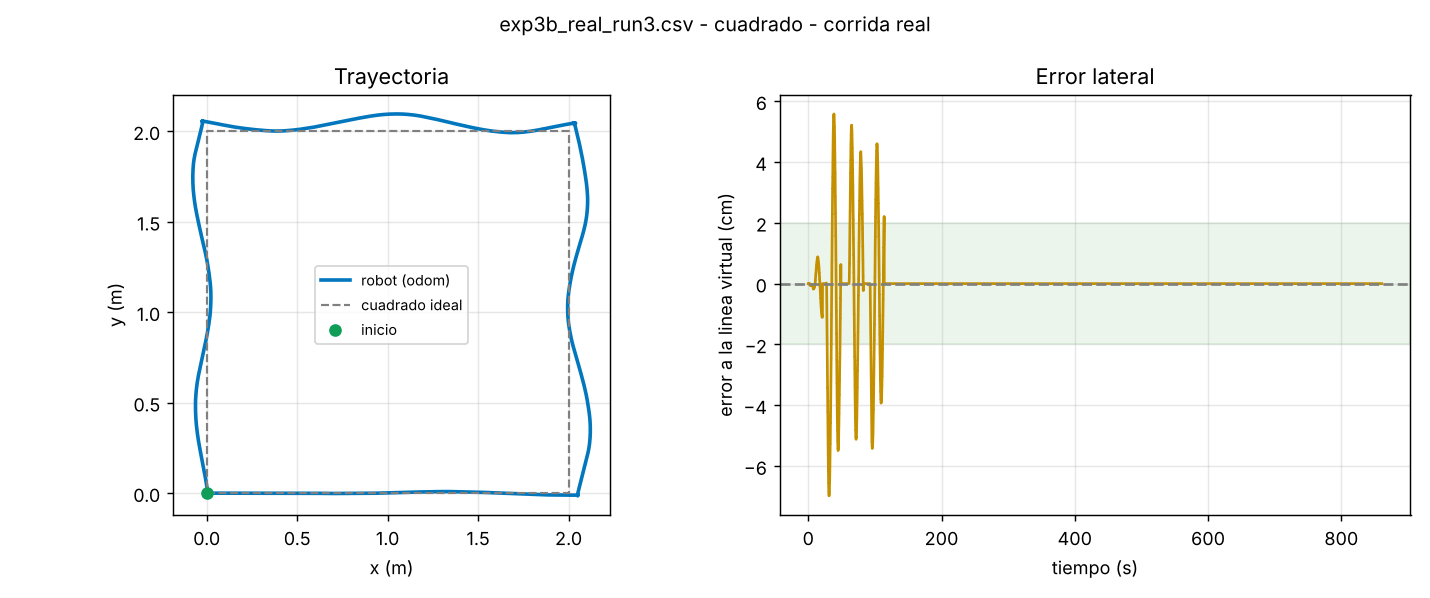 exp3b_real_run3.csv - cuadrado - corrida real
Trayectoria
y (m)
2.0
1.5
1.0
0.5
0.0
robot (odom)
cuadrado ideal
inicio
0.0 0.5 1.0 1.5 2.0
x (m)
Error lateral
error a la linea virtual (cm)
6
4
2
0
−2
−4
−6
0 200 400 600 800
tiempo (s)